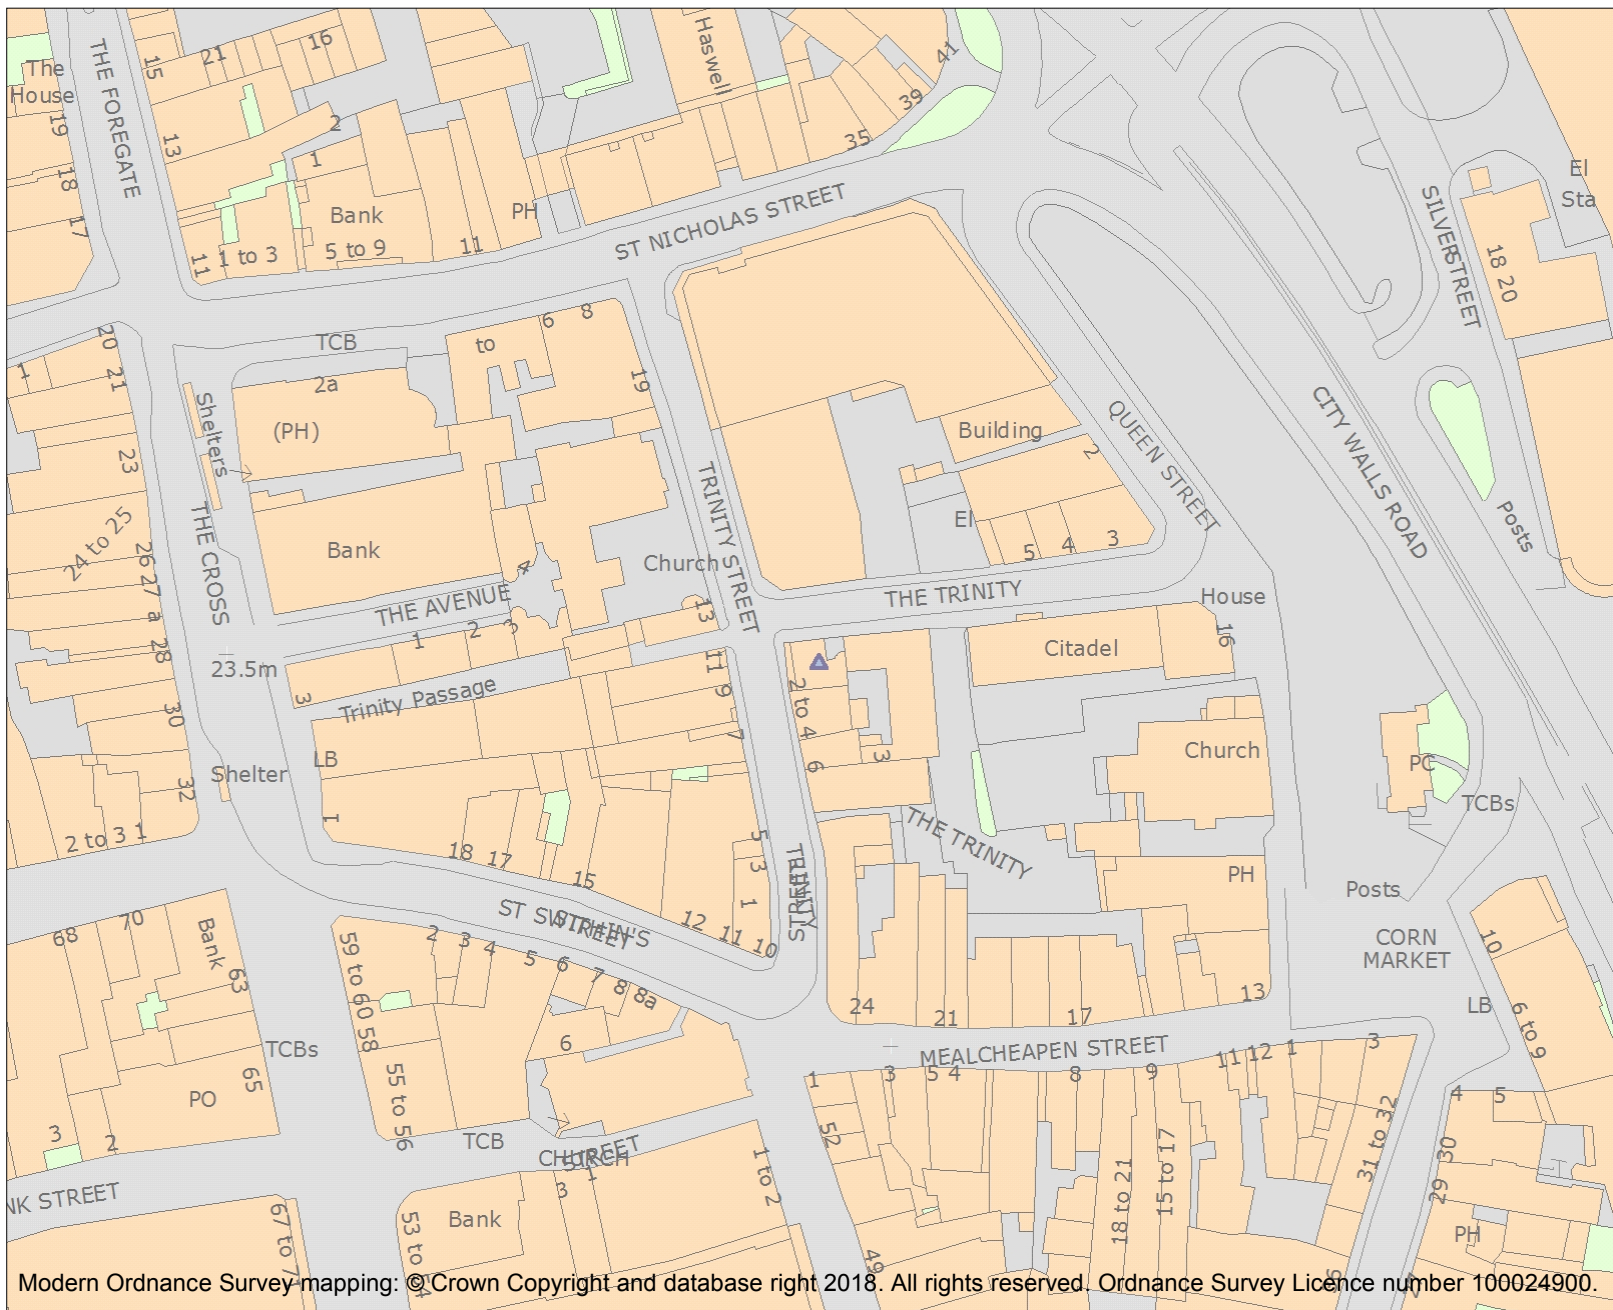 The
House
THE FOREGATE
15
21
16
Haswell
41
39
35
19
18
17
13
2
1
Bank
PH
11
1 to 3
5 to 9
11
ST NICHOLAS STREET
SILVER STREET
El
Sta
18 20
20
1
21
TCB
2a
(PH)
to
6
8
19
Shelters
23
24 to 25
26
27
a
28
THE CROSS
Bank
Church
4
THE AVENUE
TRINITY STREET
Building
2
QUEEN STREET
CITY WALLS ROAD
Posts
El
5
4
3
THE TRINITY
House
13
1
2
3
23.5m
3
Trinity Passage
11
9
7
2 to 4
6
3
Citadel
16
Church
PC
TCBs
30
Shelter
LB
32
2 to 3 1
1
18
17
15
5
3
1
12
11
10
TRINITY
STREET
THE TRINITY
PH
Posts
CORN
MARKET
ST SWITHIN'S
STREET
68
70
Bank
63
59 to 60
58
2
3
4
5
6
7
8
8a
6
24
21
17
13
10
LB
6 to 9
MEALCHEAPEN STREET
TCBs
65
PO
55 to 56
3
2
TCB
CHURCH
STREET
1
3
1 to 2
1
3
5
4
8
9
11
12
1
3
52
18 to 21
15 to 17
31 to 32
4
5
30
29
PH
NK STREET
67 to 7
53 to 54
Bank
49
Modern Ordnance Survey mapping: © Crown Copyright and database right 2018. All rights reserved. Ordnance Survey Licence number 100024900.